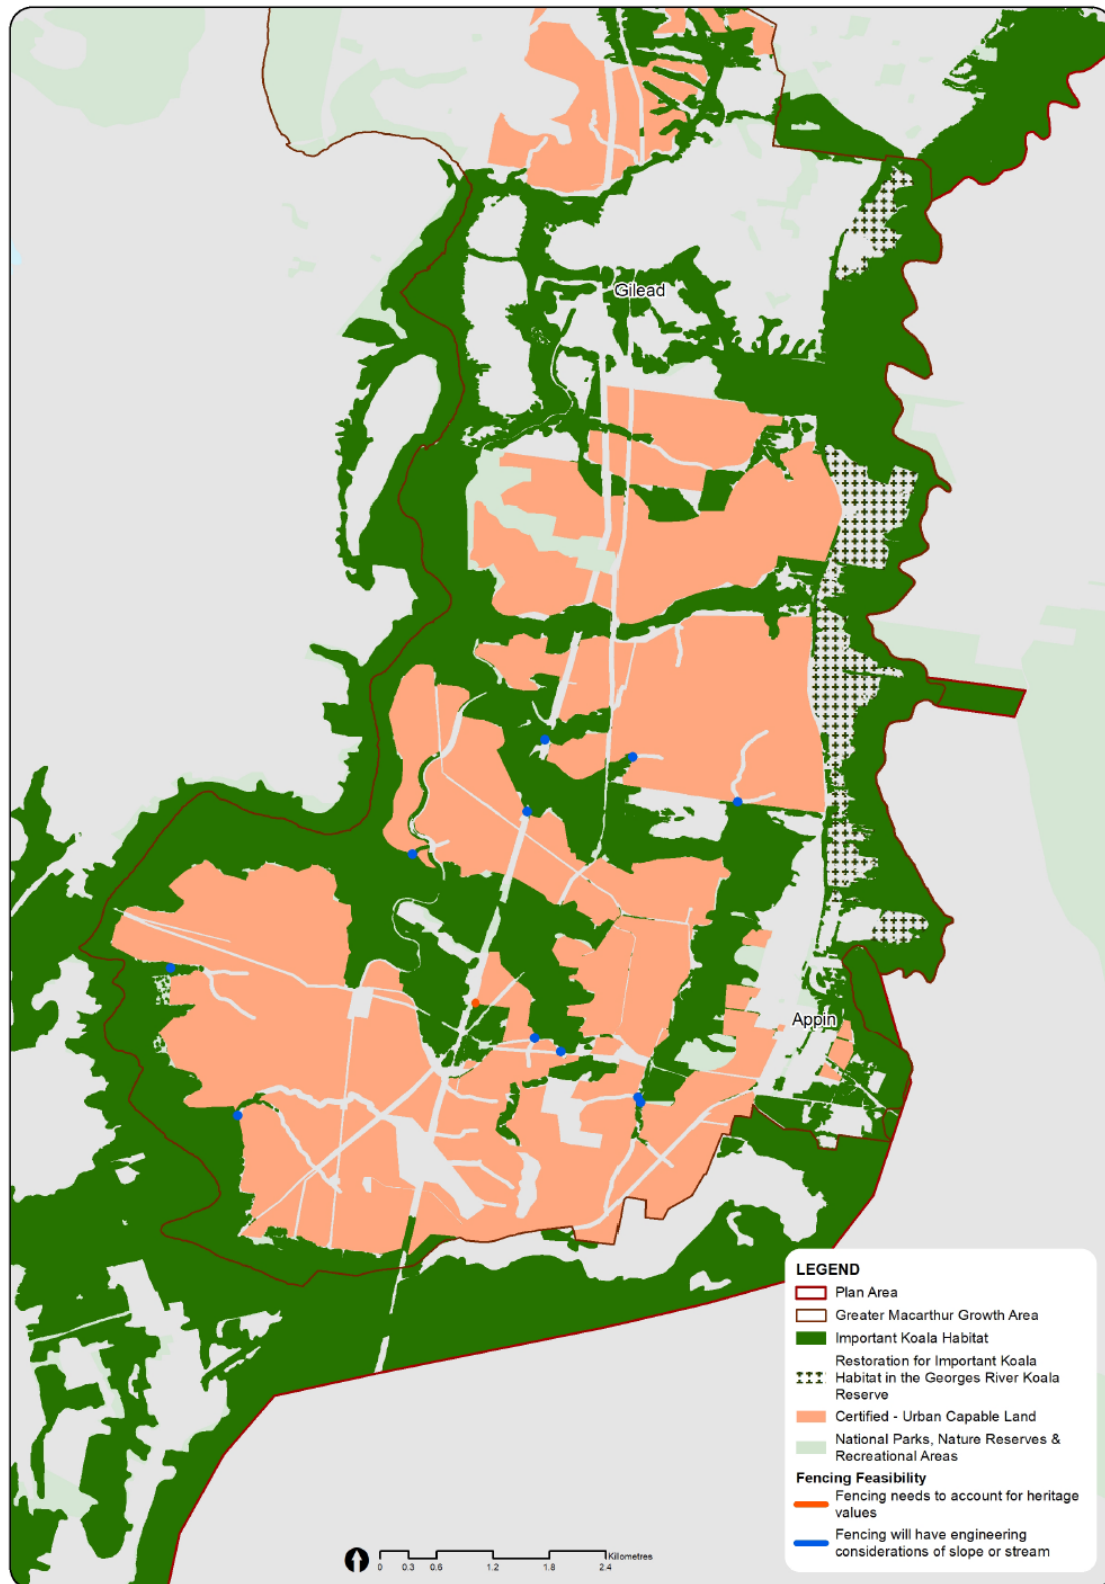 Gilead
Appin
LEGEND
Plan Area
Greater Macarthur Growth Area
Important Koala Habitat
Restoration for Important Koala
Habitat in the Georges River Koala
Reserve
Certified - Urban Capable Land
National Parks, Nature Reserves &
Recreational Areas
Fencing Feasibility
Fencing needs to account for heritage
values
Fencing will have engineering
considerations of slope or stream
Kilometres
0 0.3 0.6 1.2 1.8 2.4